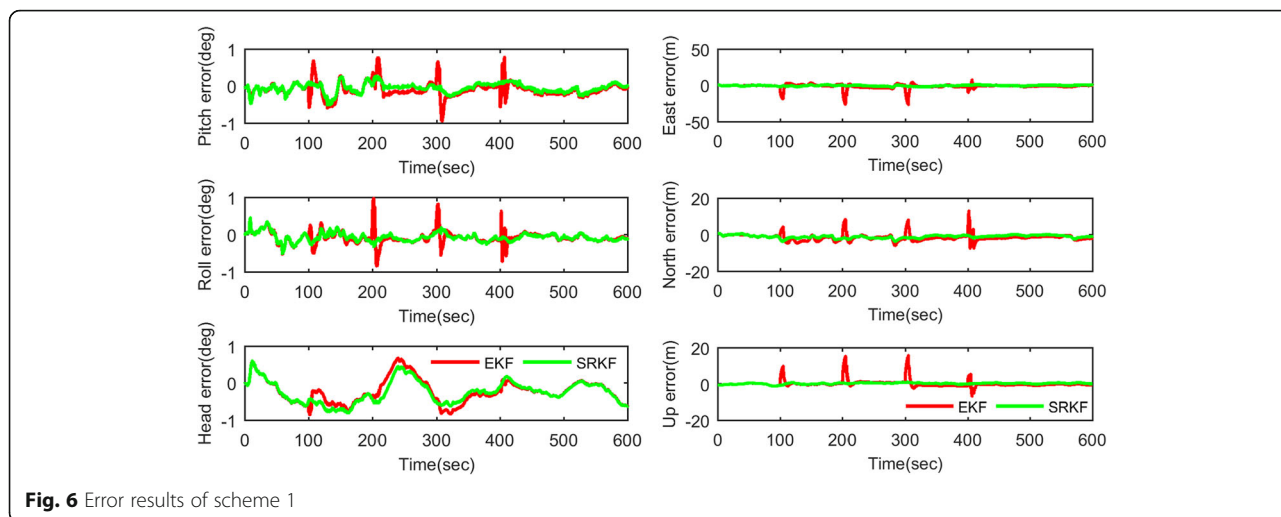 1
0
-1
Pitch error(deg)
0 100 200 300 400 500 600
Time(sec)
50
0
-50
East error(m)
0 100 200 300 400 500 600
Time(sec)
1
0
-1
Roll error(deg)
0 100 200 300 400 500 600
Time(sec)
20
0
-20
North error(m)
0 100 200 300 400 500 600
Time(sec)
1
0
-1
Head error(deg)
EKF SRKF
0 100 200 300 400 500 600
Time(sec)
20
0
-20
Up error(m)
EKF SRKF
0 100 200 300 400 500 600
Time(sec)
Fig. 6 Error results of scheme 1